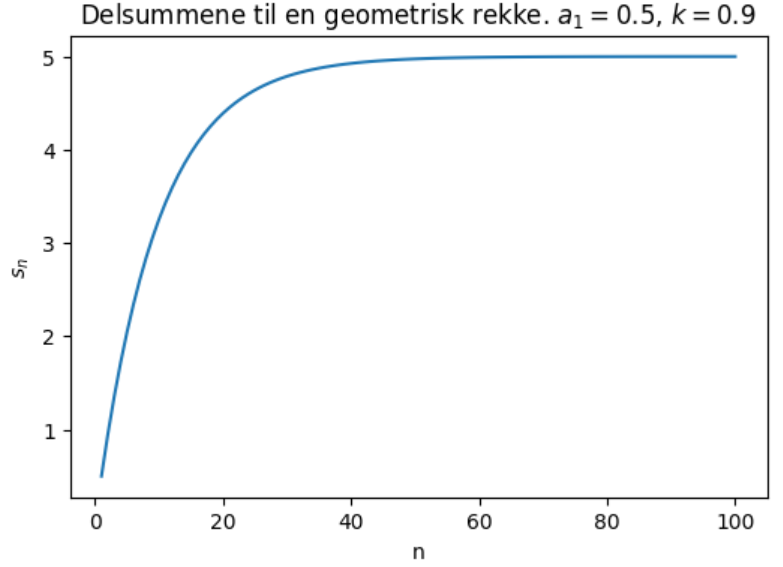 Delsummene til en geometrisk rekke. $a_1 = 0.5$, $k = 0.9$
5
4
3
2
1
$s_n$
0 20 40 60 80 100
n